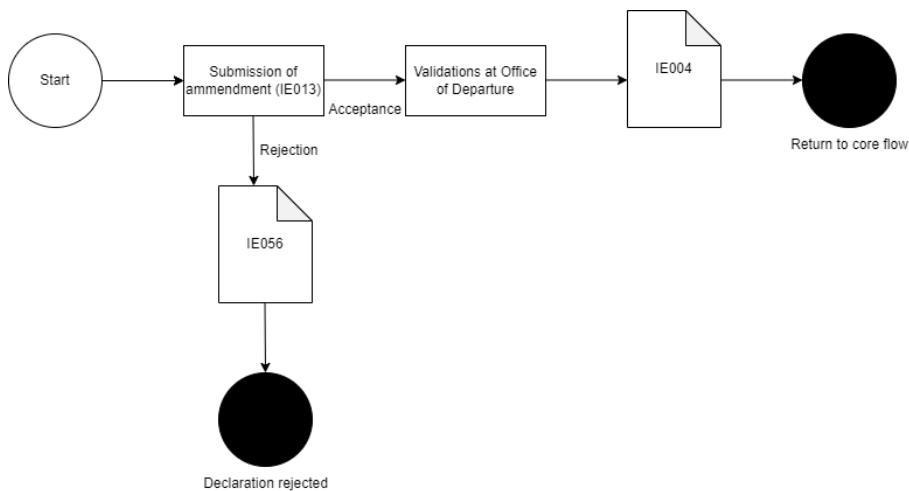 Start
Submission of
ammendment (IE013)
Acceptance
Validations at Office
of Departure
IE004
Return to core flow
Rejection
IE056
Declaration rejected